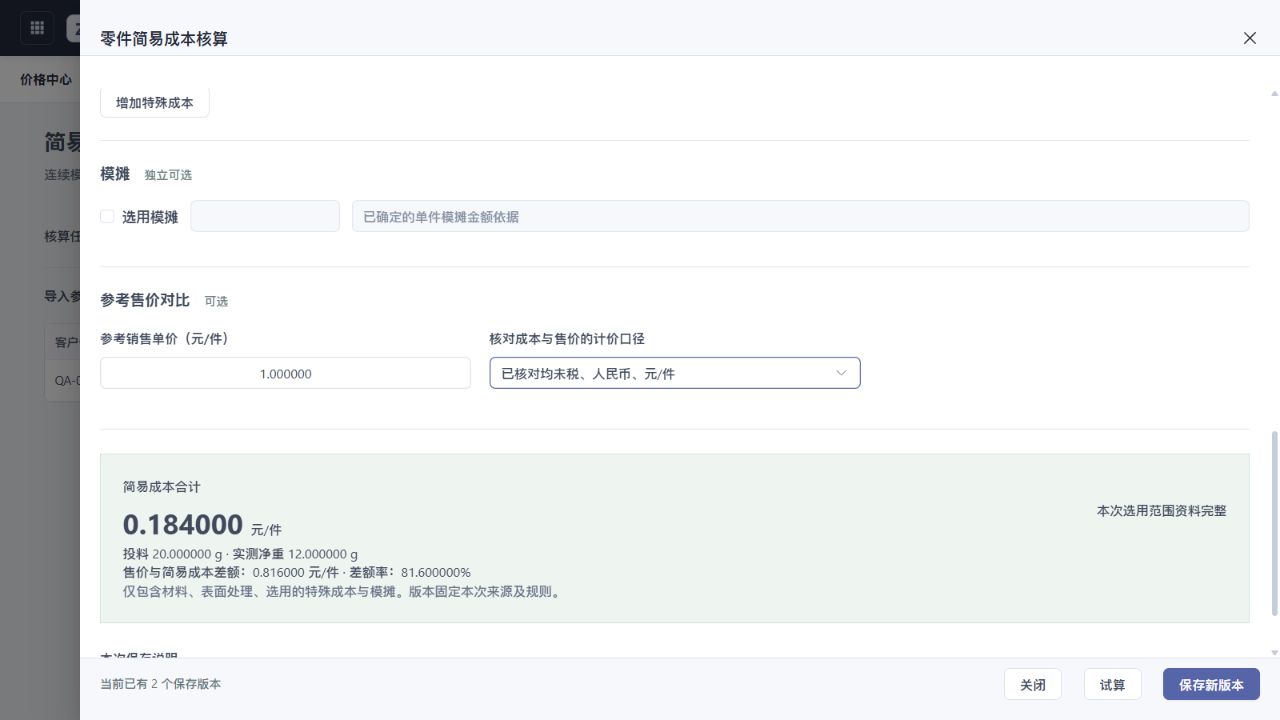 零件简易成本核算
价格中心
增加特殊成本
简易
连续模
模摊 独立可选
选用模摊 已确定的单件模摊金额依据
核算任
导入参
参考售价对比 可选
参考销售单价（元/件） 核对成本与售价的计价口径
客户
1.000000 已核对均未税、人民币、元/件
QA-0
简易成本合计
本次选用范围资料完整
0.184000 元/件
投料 20.000000 g · 实测净重 12.000000 g
售价与简易成本差额：0.816000 元/件 · 差额率：81.600000%
仅包含材料、表面处理、选用的特殊成本与模摊。版本固定本次来源及规则。
本次保存说明
当前已有 2 个保存版本 关闭 试算 保存新版本